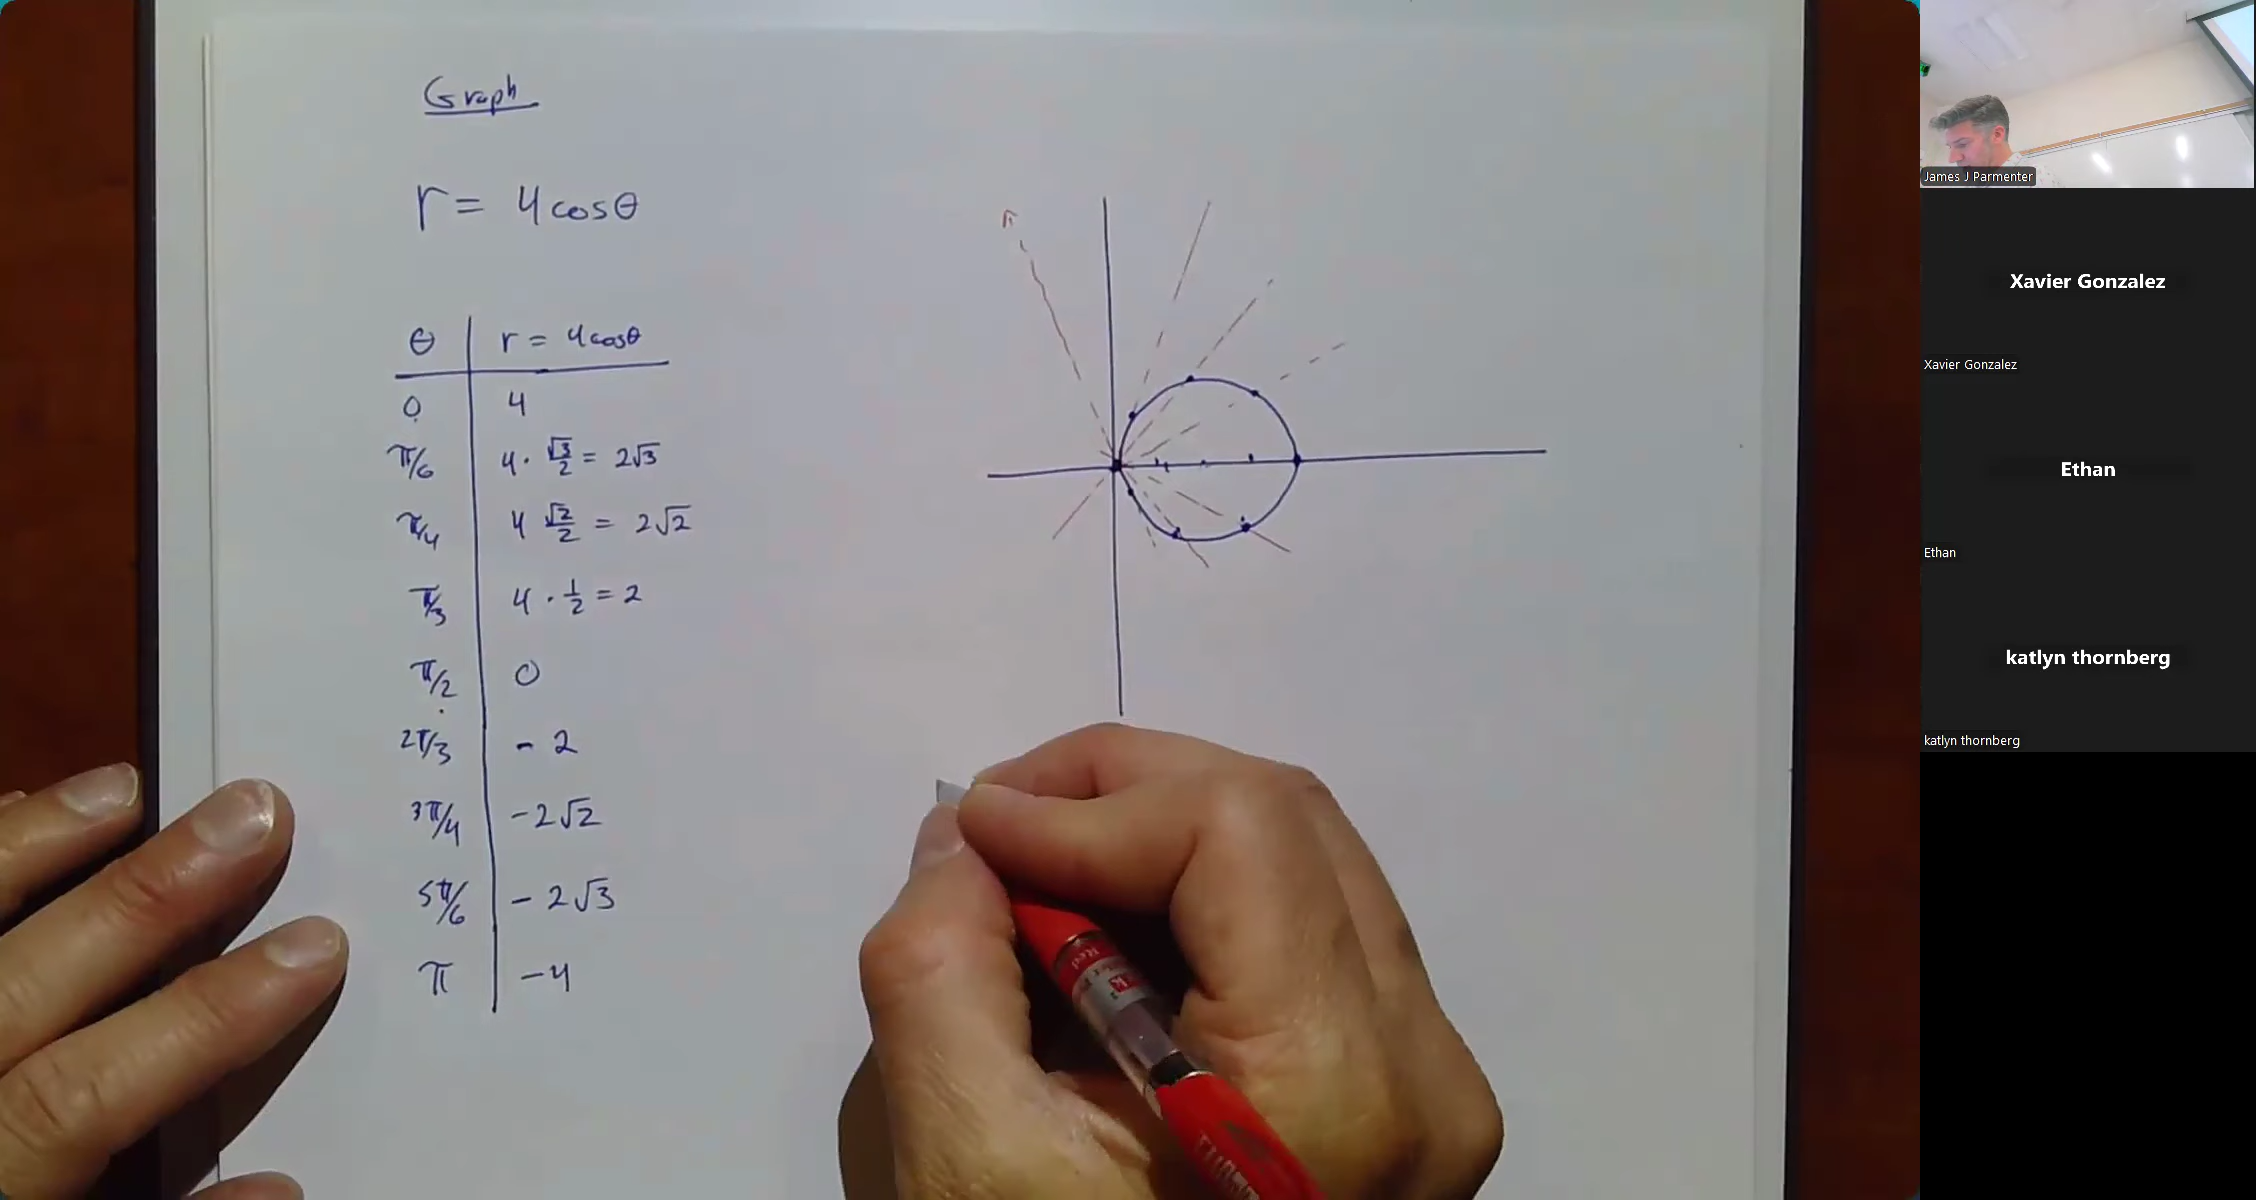 Graph
r = 4cosθ
θ | r = 4cosθ
0 | 4
π/6 | 4 · √3/2 = 2√3
π/4 | 4 √2/2 = 2√2
π/3 | 4 · 1/2 = 2
π/2 | 0
2π/3 | - 2
3π/4 | -2√2
5π/6 | - 2√3
π | -4
Red
James J Parmenter
Xavier Gonzalez
Xavier Gonzalez
Ethan
Ethan
katlyn thornberg
katlyn thornberg